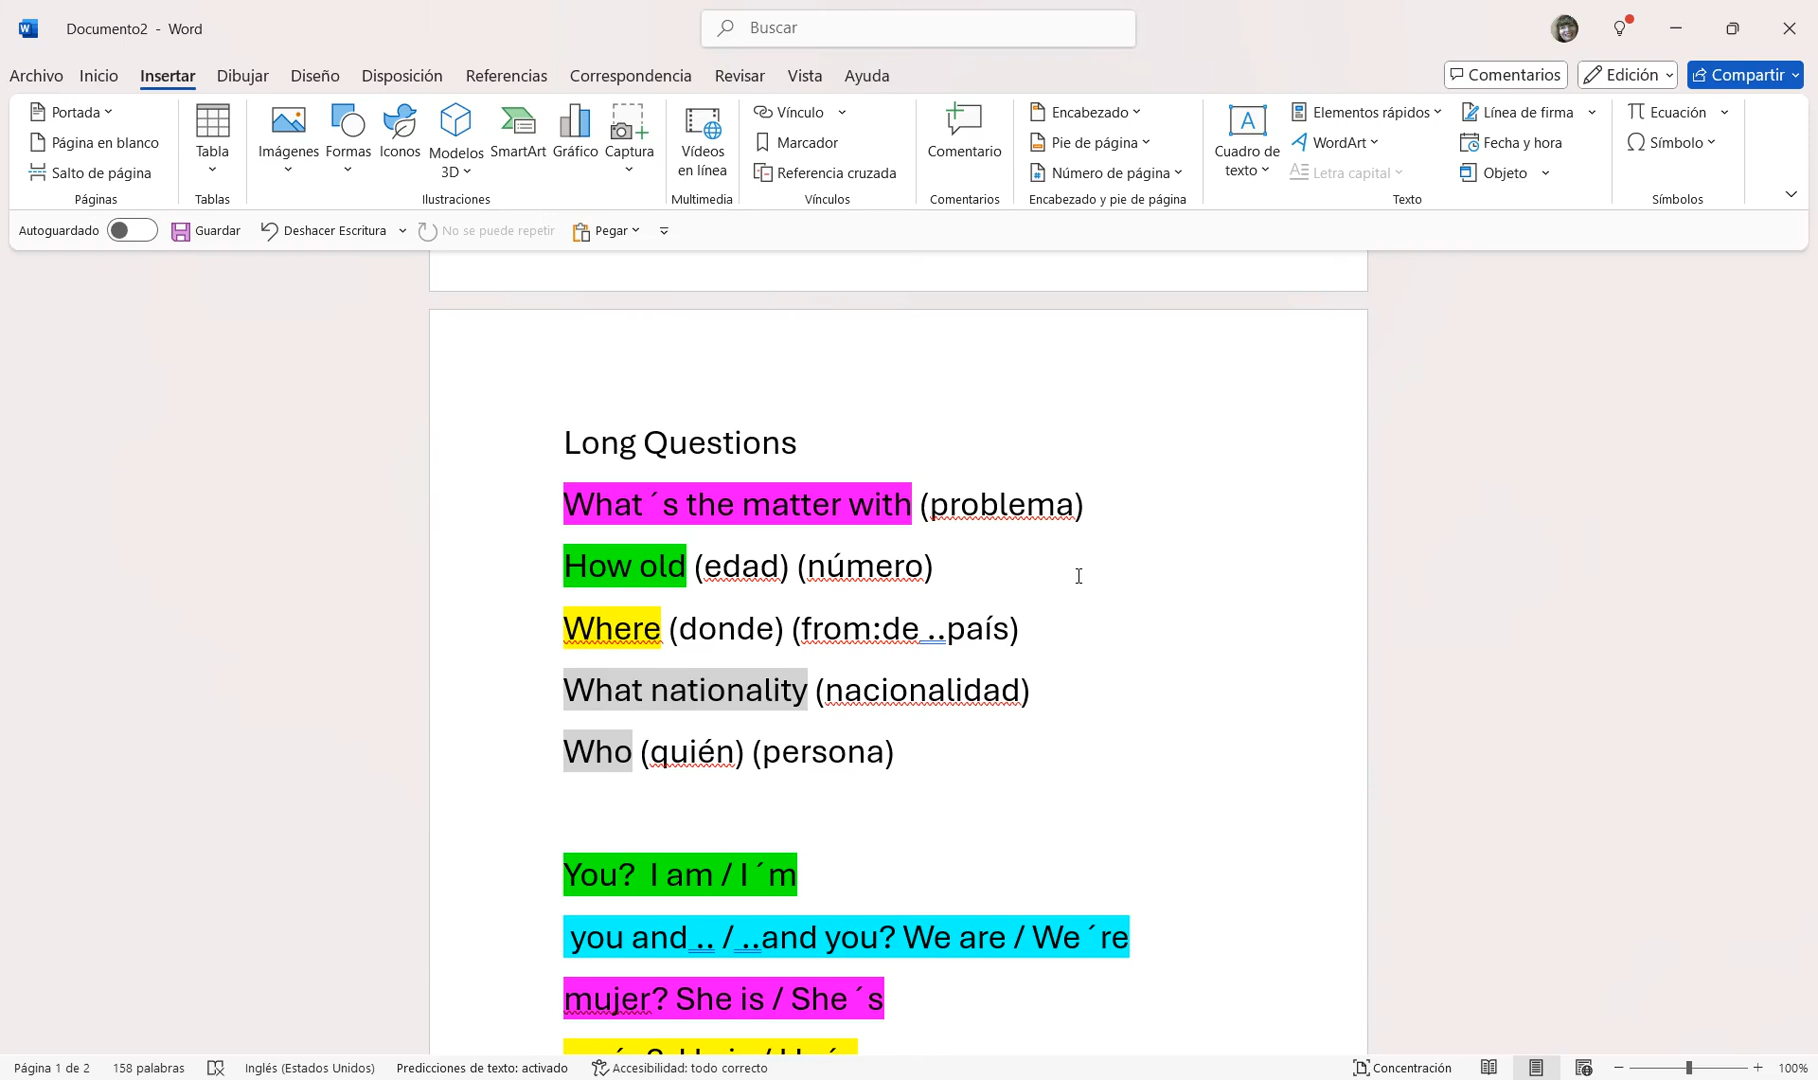 Documento2 - Word
Buscar
Archivo Inicio Insertar Dibujar Diseño Disposición Referencias Correspondencia Revisar Vista Ayuda
Comentarios Edición Compartir
Portada
Página en blanco
Salto de página
Páginas
Tabla
Tablas
Imágenes Formas Iconos Modelos 3D SmartArt Gráfico Captura
Ilustraciones
Vídeos en línea
Multimedia
Vínculo
Marcador
Referencia cruzada
Vínculos
Comentario
Comentarios
Encabezado
Pie de página
Número de página
Encabezado y pie de página
Cuadro de texto
Elementos rápidos
WordArt
Letra capital
Línea de firma
Fecha y hora
Objeto
Texto
Ecuación
Símbolo
Símbolos
Autoguardado Guardar Deshacer Escritura No se puede repetir Pegar
Long Questions
What´s the matter with (problema)
How old (edad) (número)
Where (donde) (from:de ..país)
What nationality (nacionalidad)
Who (quién) (persona)
You? I am / I´m
you and .. / ..and you? We are / We´re
mujer? She is / She´s
Página 1 de 2 158 palabras Inglés (Estados Unidos) Predicciones de texto: activado Accesibilidad: todo correcto Concentración 100%